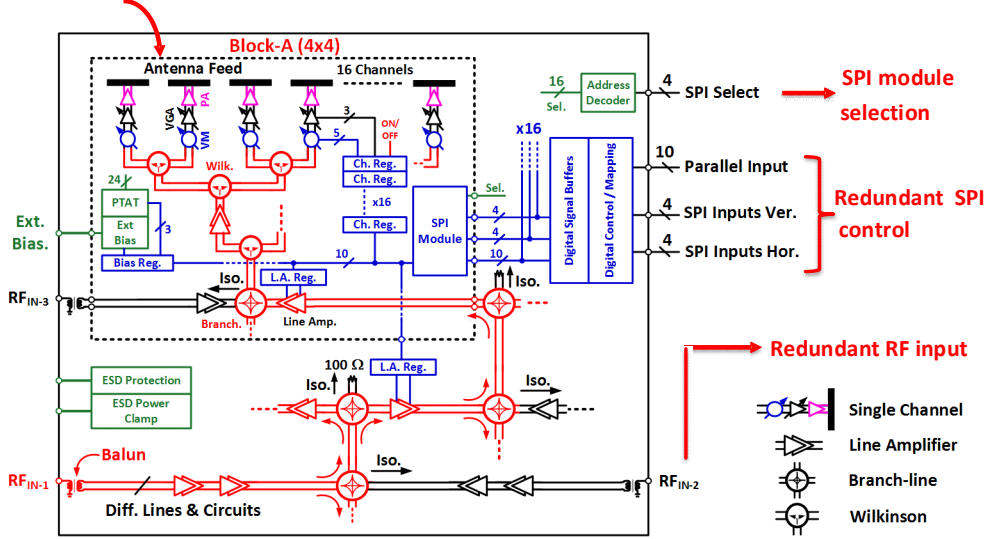 Block-A (4x4)
Antenna Feed
16 Channels
PA
VGA
VM
3
5
ON/
OFF
Ch. Reg.
Ch. Reg.
x16
Ch. Reg.
Wilk.
24
PTAT
Ext
Bias
3
Bias Reg.
Ext.
Bias.
10
SPI
Module
Sel.
4
4
10
x16
Digital Signal Buffers
Digital Control / Mapping
16
Sel.
Address
Decoder
4
SPI Select
SPI module
selection
10
Parallel Input
4
SPI Inputs Ver.
4
SPI Inputs Hor.
Redundant SPI
control
Iso.
L.A. Reg.
Iso.
RFIN-3
Branch.
Line Amp.
Redundant RF input
100 Ω
Iso.
L.A. Reg.
Iso.
ESD Protection
ESD Power
Clamp
Balun
Iso.
RFIN-1
RFIN-2
Diff. Lines & Circuits
Single Channel
Line Amplifier
Branch-line
Wilkinson